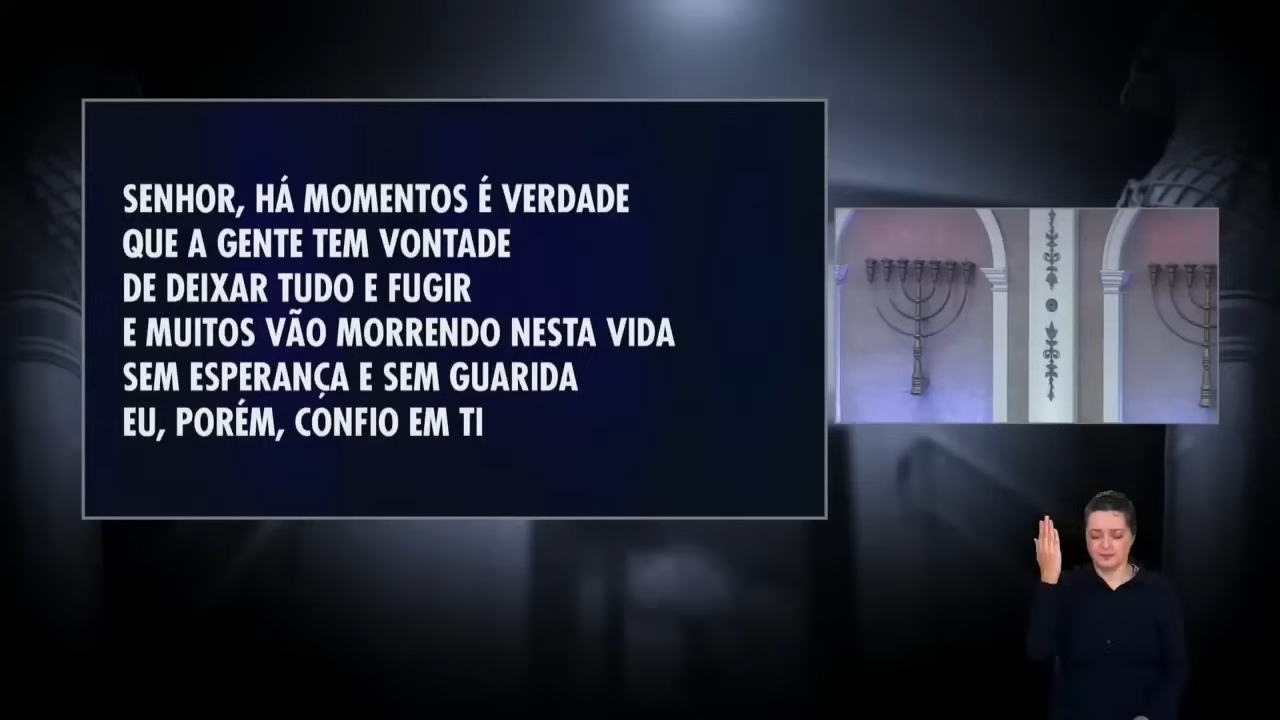 SENHOR, HÁ MOMENTOS É VERDADE
QUE A GENTE TEM VONTADE
DE DEIXAR TUDO E FUGIR
E MUITOS VÃO MORRENDO NESTA VIDA
SEM ESPERANÇA E SEM GUARIDA
EU, PORÉM, CONFIO EM TI